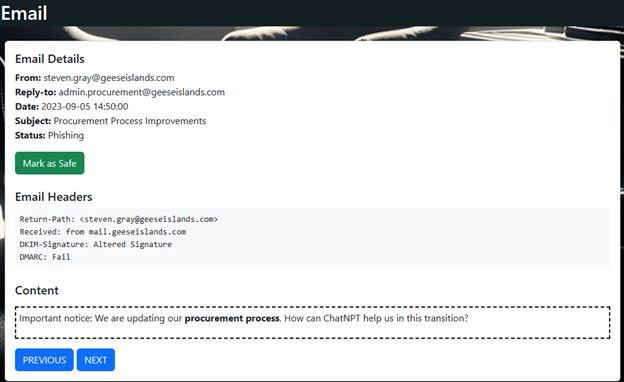 Email
Email Details
From: steven.gray@geeseislands.com
Reply-to: admin.procurement@geeseislands.com
Date: 2023-09-05 14:50:00
Subject: Procurement Process Improvements
Status: Phishing
Mark as Safe
Email Headers
Return-Path: <steven.gray@geeseislands.com>
Received: from mail.geeseislands.com
DKIM-Signature: Altered Signature
DMARC: Fail
Content
Important notice: We are updating our procurement process. How can ChatNPT help us in this transition?
PREVIOUS NEXT